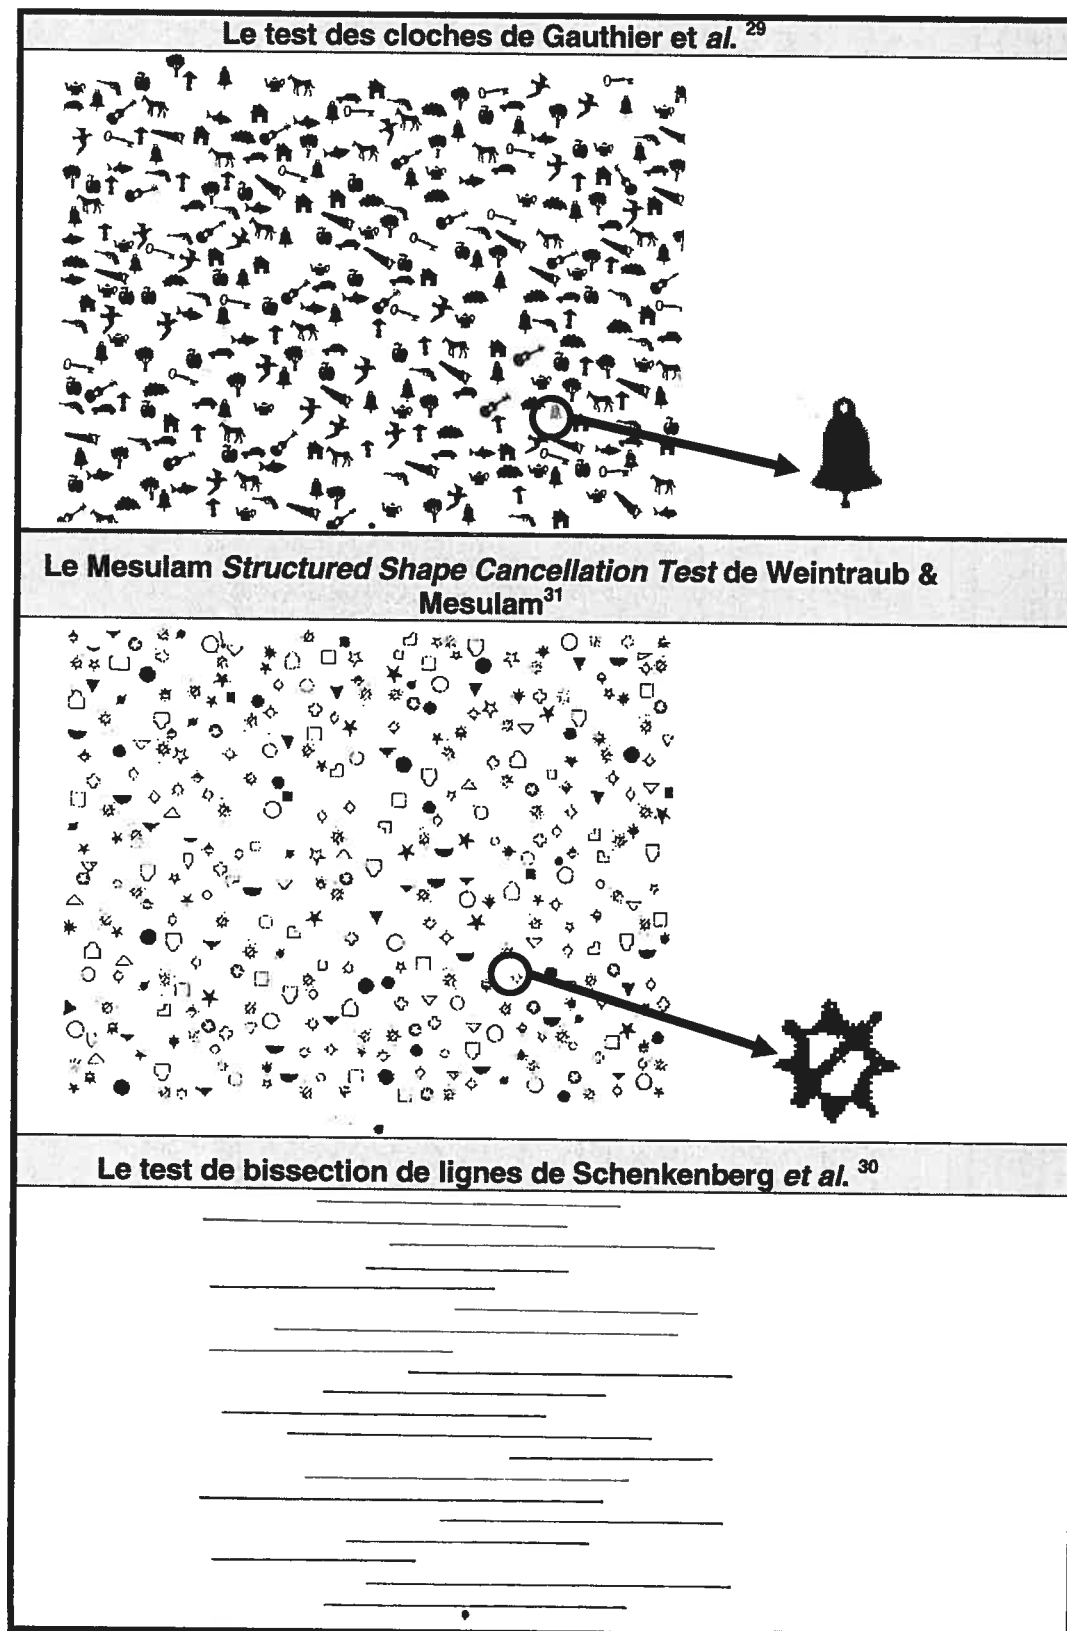 Le test des cloches de Gauthier et al. 29
Le Mesulam Structured Shape Cancellation Test de Weintraub &
Mesulam31
Le test de bissection de lignes de Schenkenberg et al. 30